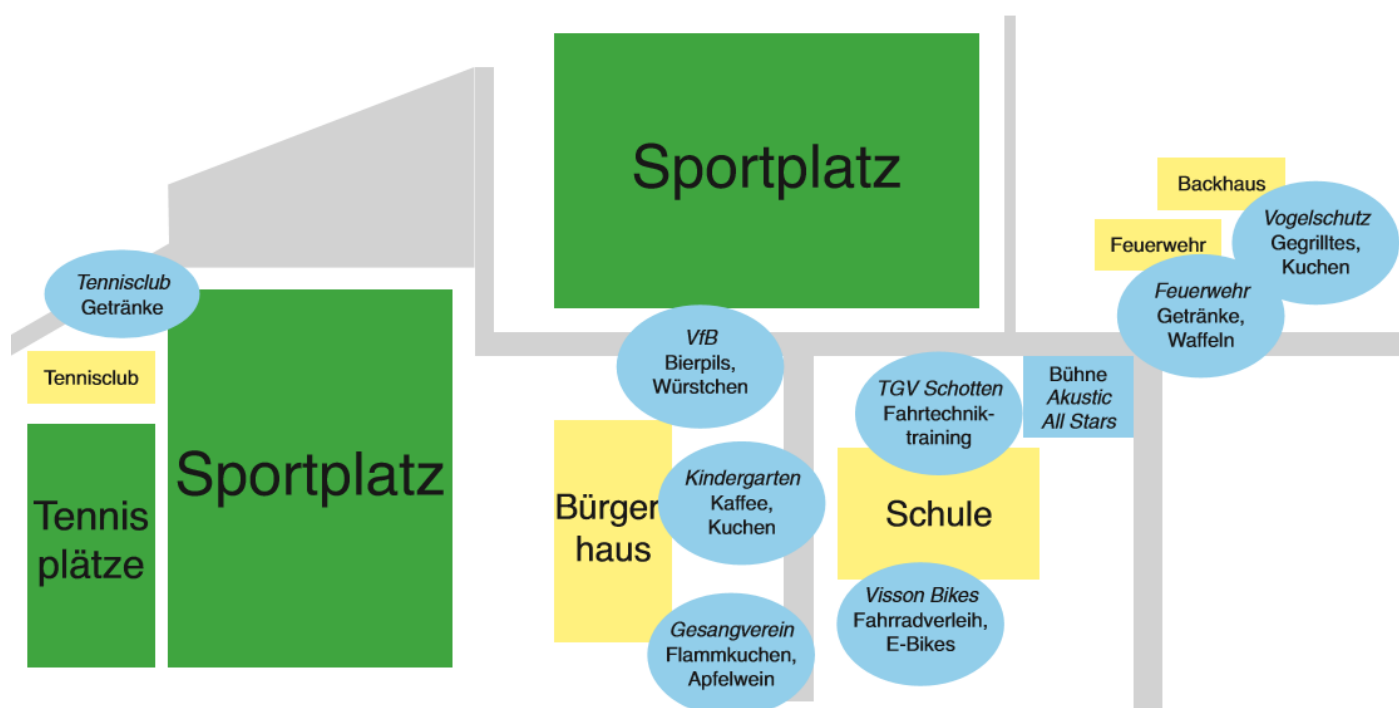 Sportplatz
Backhaus
Vogelschutz
Gegrilltes,
Kuchen
Feuerwehr
Feuerwehr
Getränke,
Waffeln
Tennisclub
Getränke
Tennisclub
VfB
Bierpils,
Würstchen
TGV Schotten
Fahrtechnik-
training
Bühne
Akustic
All Stars
Tennis
plätze
Sportplatz
Bürger
haus
Kindergarten
Kaffee,
Kuchen
Schule
Gesangverein
Flammkuchen,
Apfelwein
Visson Bikes
Fahrradverleih,
E-Bikes